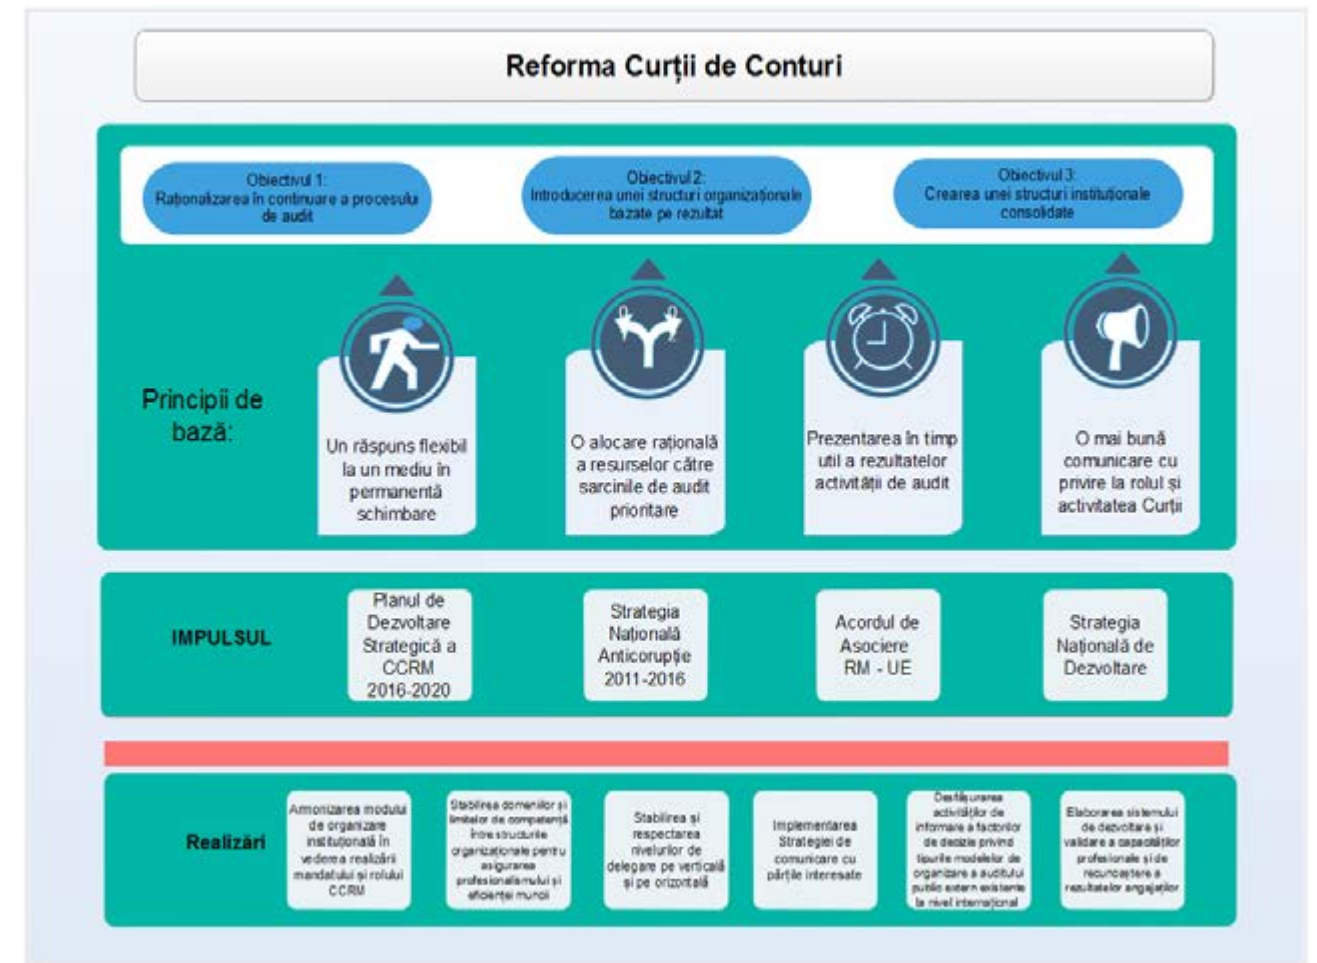 Reforma Curții de Conturi
Obiectivul 1:
Raționalizarea în continuare a procesului
de audit
Obiectivul 2:
Introducerea unei structuri organizaționale
bazate pe rezultat
Obiectivul 3:
Crearea unei structuri instituționale
consolidate
Principii de
bază:
Un răspuns flexibil
la un mediu în
permanentă
schimbare
O alocare rațională
a resurselor către
sarcinile de audit
prioritare
Prezentarea în timp
util a rezultatelor
activității de audit
O mai bună
comunicare cu
privire la rolul și
activitatea Curții
IMPULSUL
Planul de
Dezvoltare
Strategică a
CCRM
2016-2020
Strategia
Națională
Anticorupție
2011-2016
Acordul de
Asociere
RM - UE
Strategia
Națională de
Dezvoltare
Realizări
Armonizarea modului
de organizare
instituțională în
vederea realizării
mandatului și rolului
CCRM
Stabilirea domeniilor și
limitelor de competență
între structurile
organizaționale pentru
asigurarea
profesionalismului și
eficienței muncii
Stabilirea și
respectarea
nivelurilor de
delegare pe verticală
și pe orizontală
Implementarea
Strategiei de
comunicare cu
părțile interesate
Desfășurarea
activităților de
informare a factorilor
de decizie privind
tipurile modelelor de
organizare a auditului
public extern existente
la nivel internațional
Elaborarea sistemului
de dezvoltare și
validare a capacităților
profesionale și de
recunoaștere a
rezultatelor angajaților